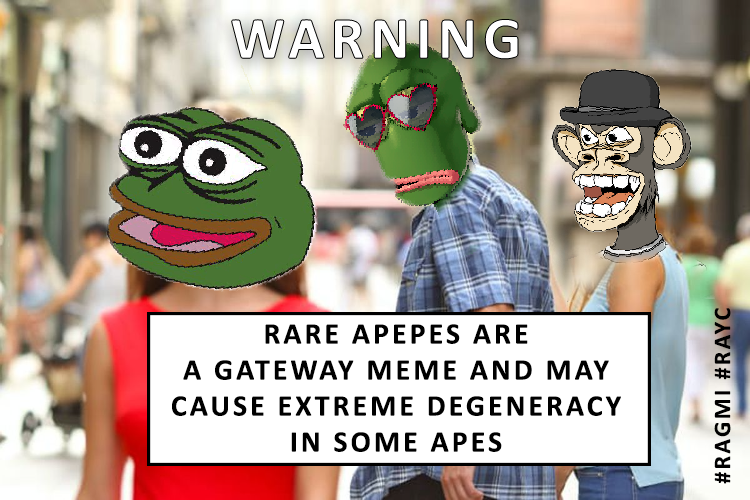 WARNING
RARE APEPES ARE
A GATEWAY MEME AND MAY
CAUSE EXTREME DEGENERACY
IN SOME APES
#RAGMI #RAYC